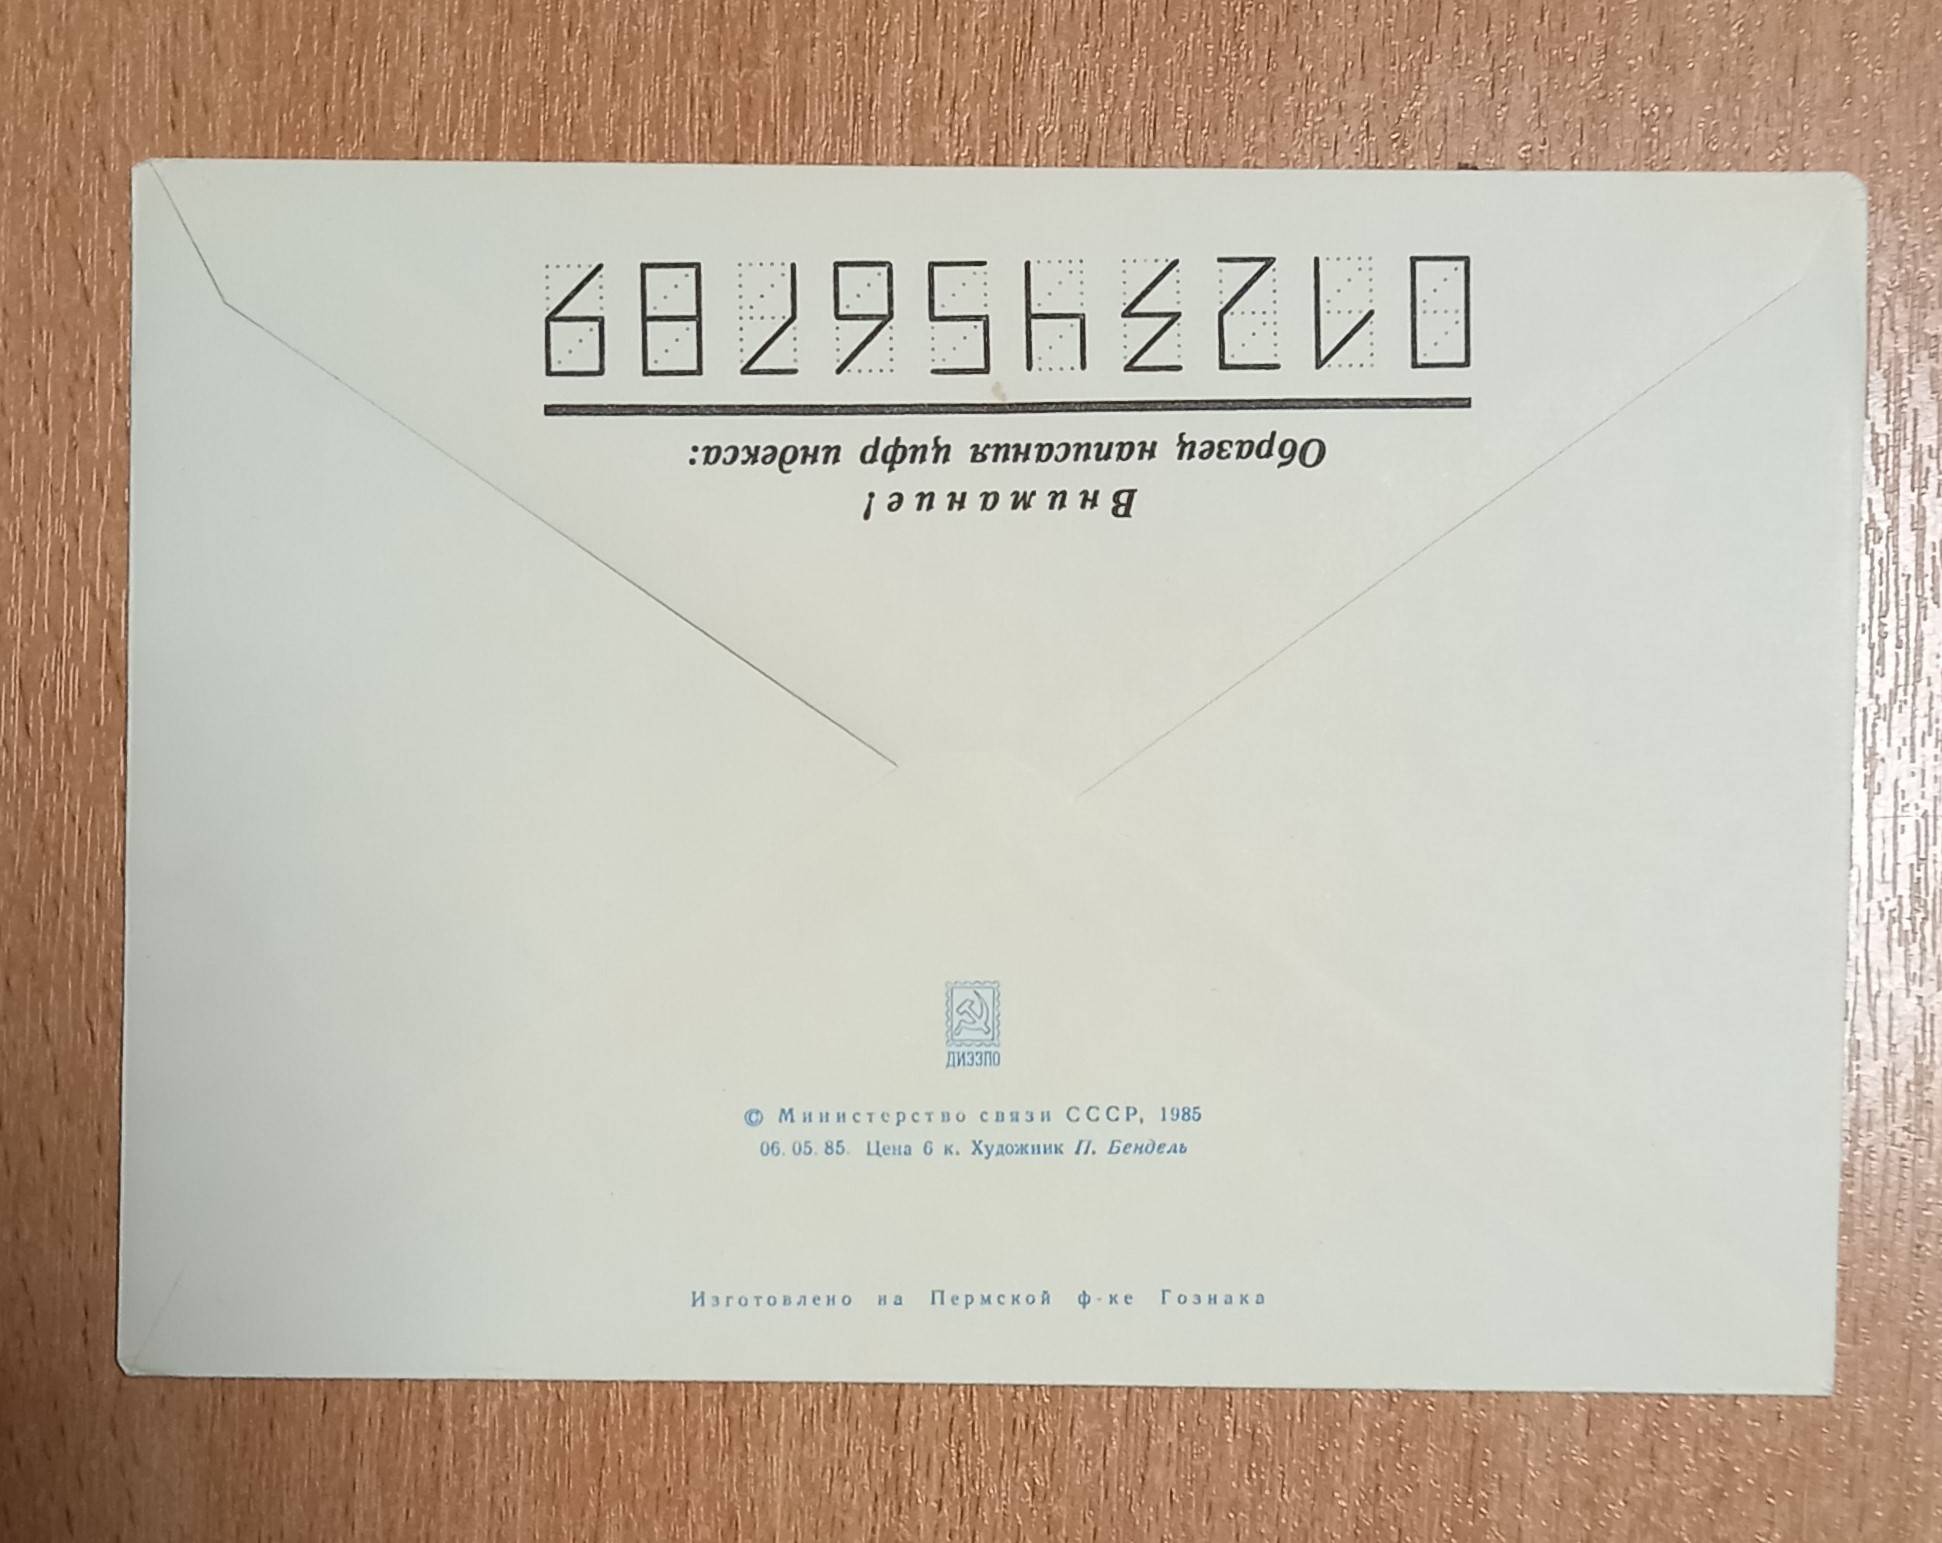 Внимание!
Образец написания цифр индекса:
0123456789
ДИЭЗПО
© Министерство связи СССР, 1985
06.05.85. Цена 6 к. Художник П. Бендель
Изготовлено на Пермской ф-ке Гознака